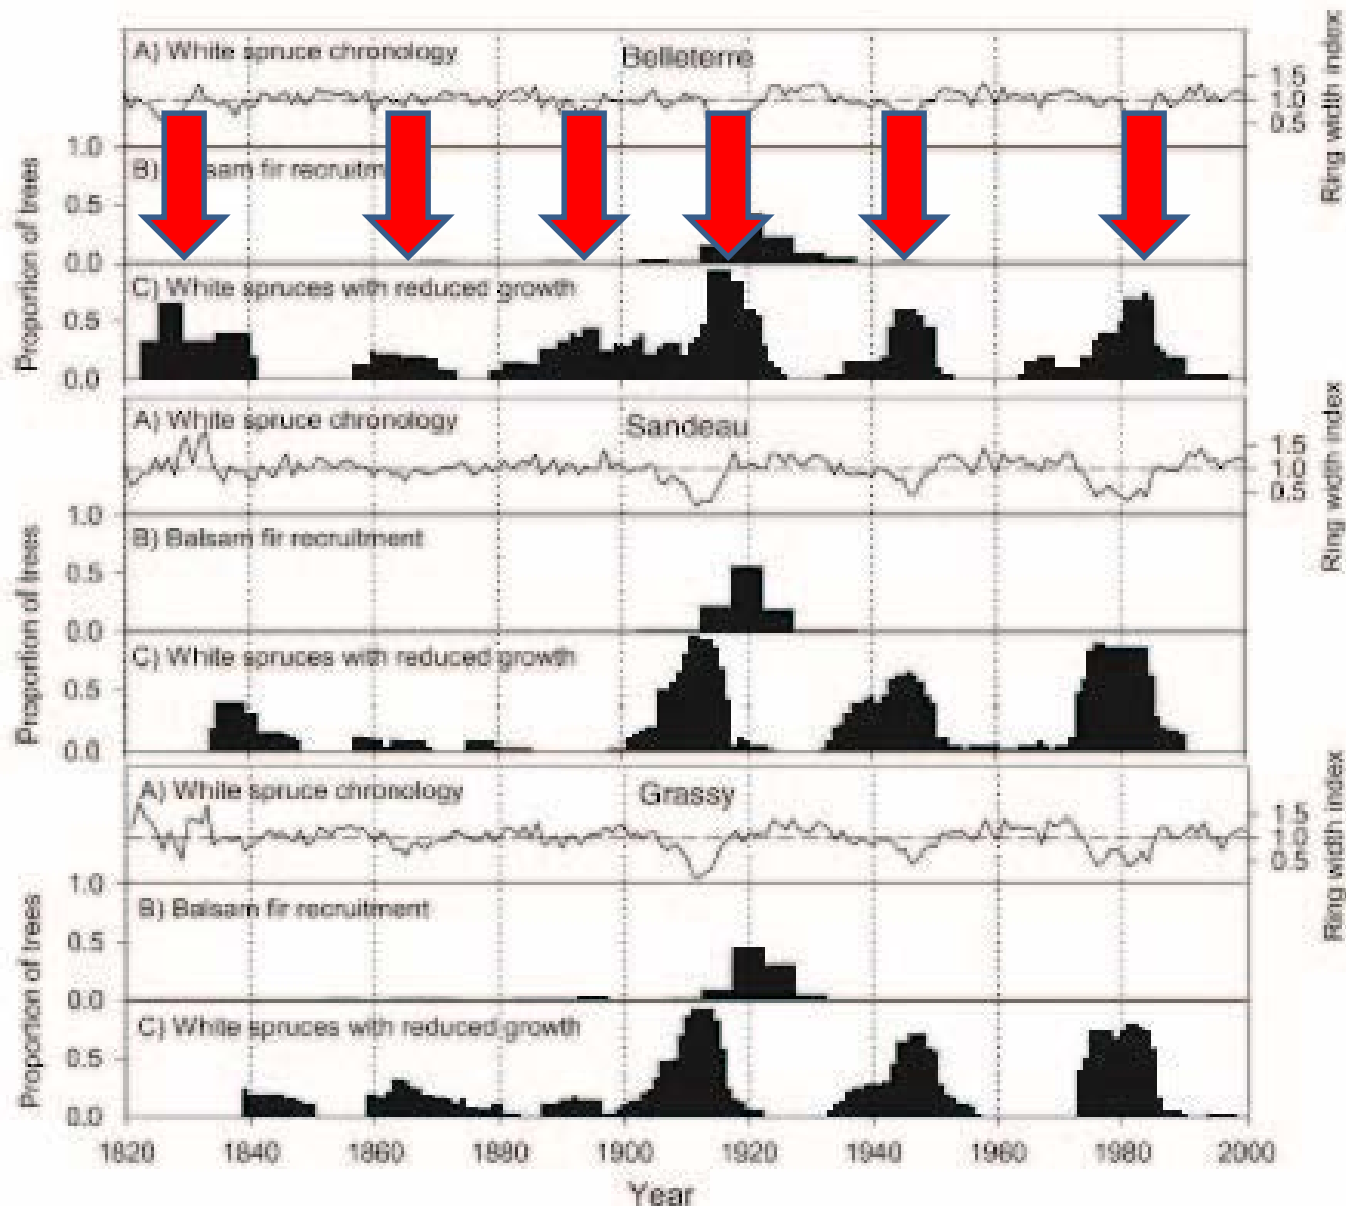 A) White spruce chronology
Belleterre
1.5
1.0
0.5
Ring width index
1.0
0.5
0.0
Proportion of trees
B)
C) White spruces with reduced growth
0.5
0.0
A) White spruce chronology
Sandeau
1.5
1.0
0.5
Ring width index
1.0
0.5
0.0
Proportion of trees
B) Balsam fir recruitment
C) White spruces with reduced growth
0.5
0.0
A) White spruce chronology
Grassy
1.5
1.0
0.5
Ring width index
1.0
0.5
0.0
Proportion of trees
B) Balsam fir recruitment
C) White spruces with reduced growth
0.5
0.0
1820 1840 1860 1880 1900 1920 1940 1960 1980 2000
Year